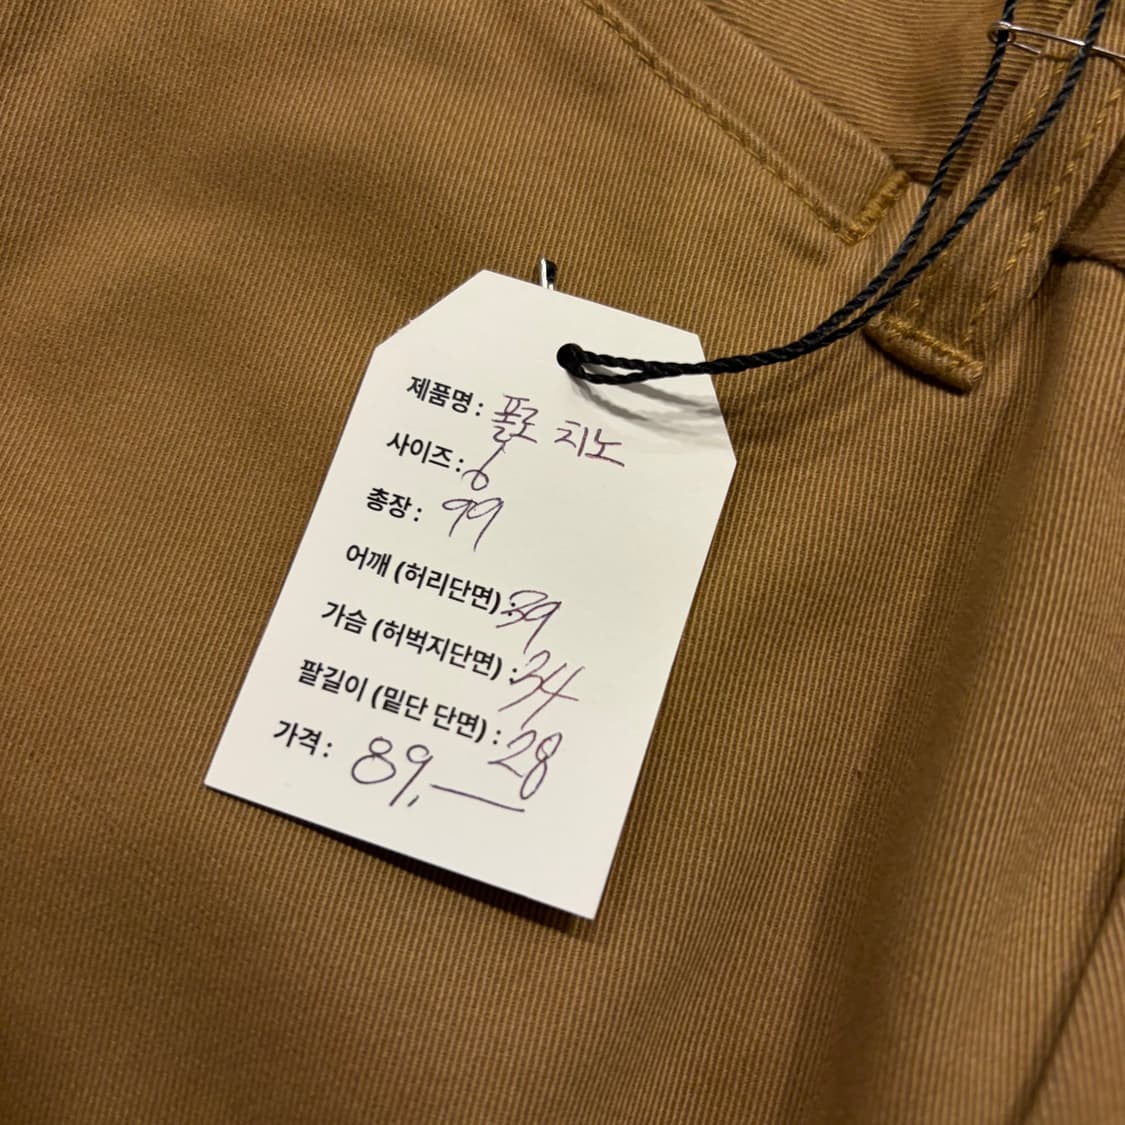 제품명 : 폴로 치노
사이즈 : 6
총장 : 99
어깨 (허리단면) : 39
가슴 (허벅지단면) : 34
팔길이 (밑단 단면) : 28
가격 : 89,—